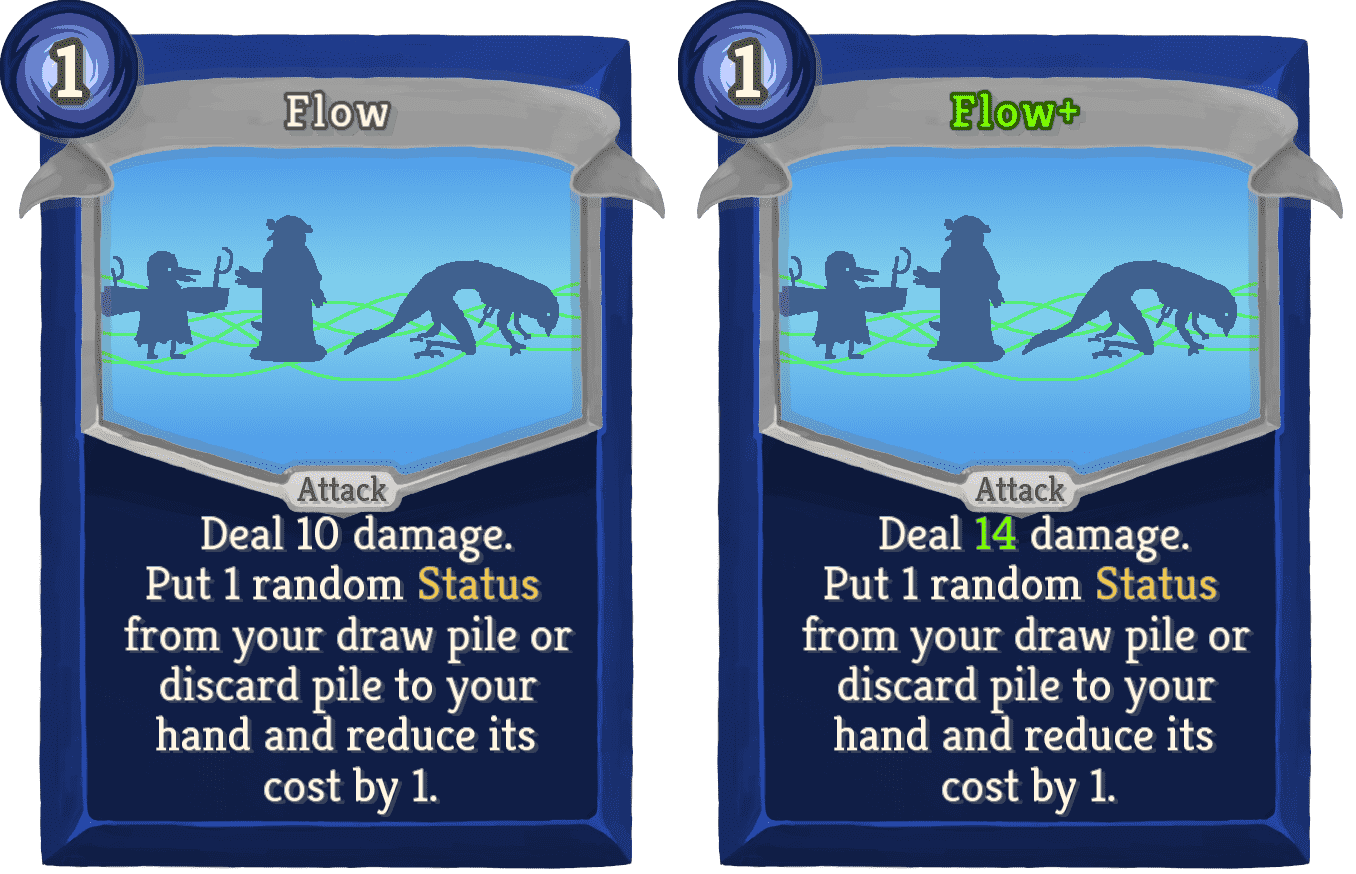 1
Flow
Attack
Deal 10 damage.
Put 1 random Status
from your draw pile or
discard pile to your
hand and reduce its
cost by 1.
1
Flow+
Attack
Deal 14 damage.
Put 1 random Status
from your draw pile or
discard pile to your
hand and reduce its
cost by 1.